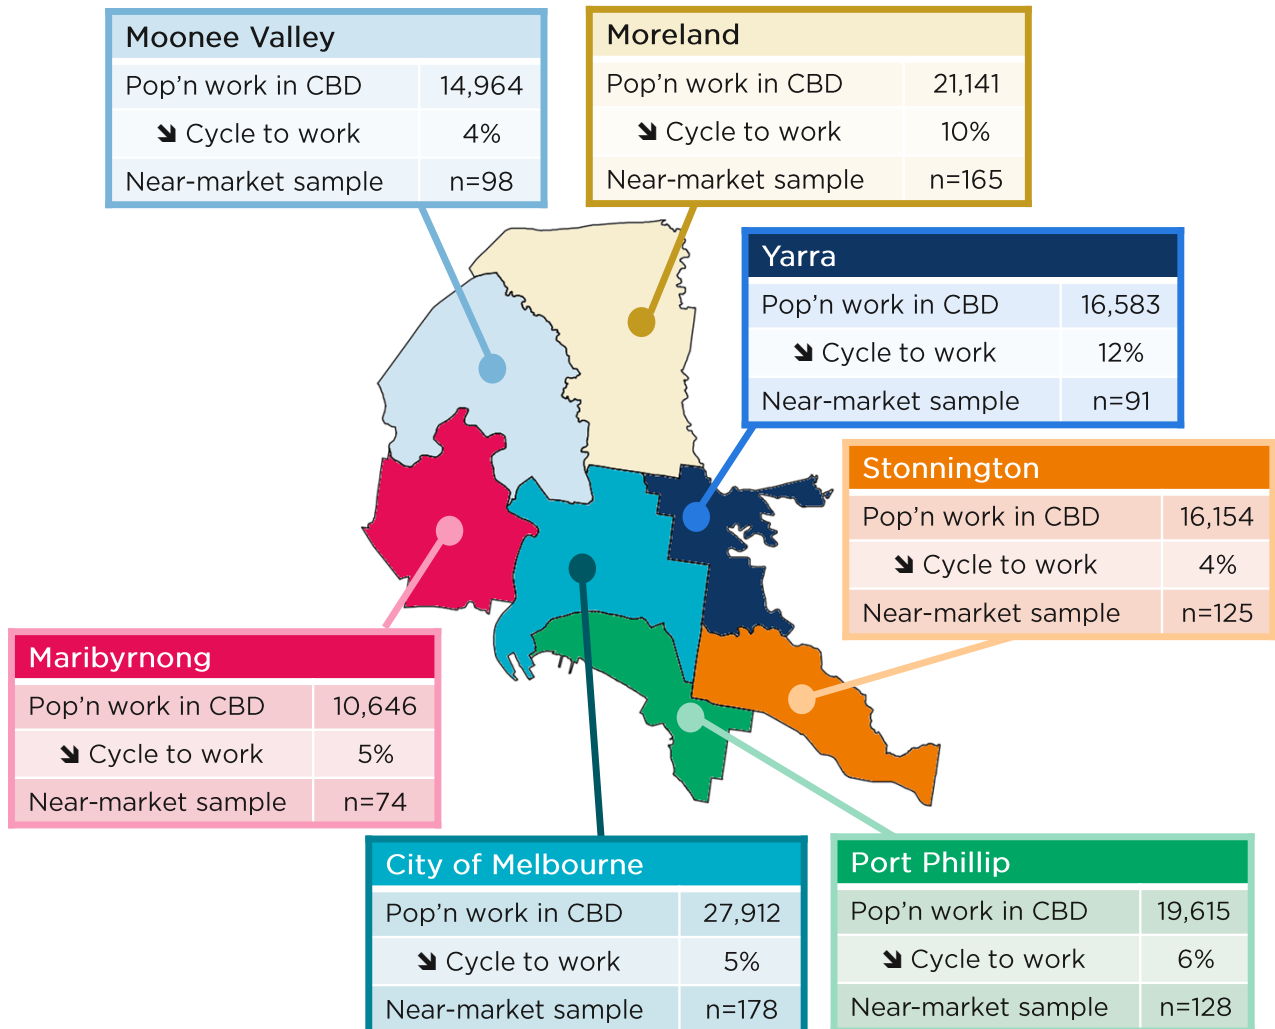 Moonee Valley
Pop’n work in CBD 14,964
Cycle to work 4%
Near-market sample n=98
Moreland
Pop’n work in CBD 21,141
Cycle to work 10%
Near-market sample n=165
Yarra
Pop’n work in CBD 16,583
Cycle to work 12%
Near-market sample n=91
Stonnington
Pop’n work in CBD 16,154
Cycle to work 4%
Near-market sample n=125
Maribyrnong
Pop’n work in CBD 10,646
Cycle to work 5%
Near-market sample n=74
City of Melbourne
Pop’n work in CBD 27,912
Cycle to work 5%
Near-market sample n=178
Port Phillip
Pop’n work in CBD 19,615
Cycle to work 6%
Near-market sample n=128